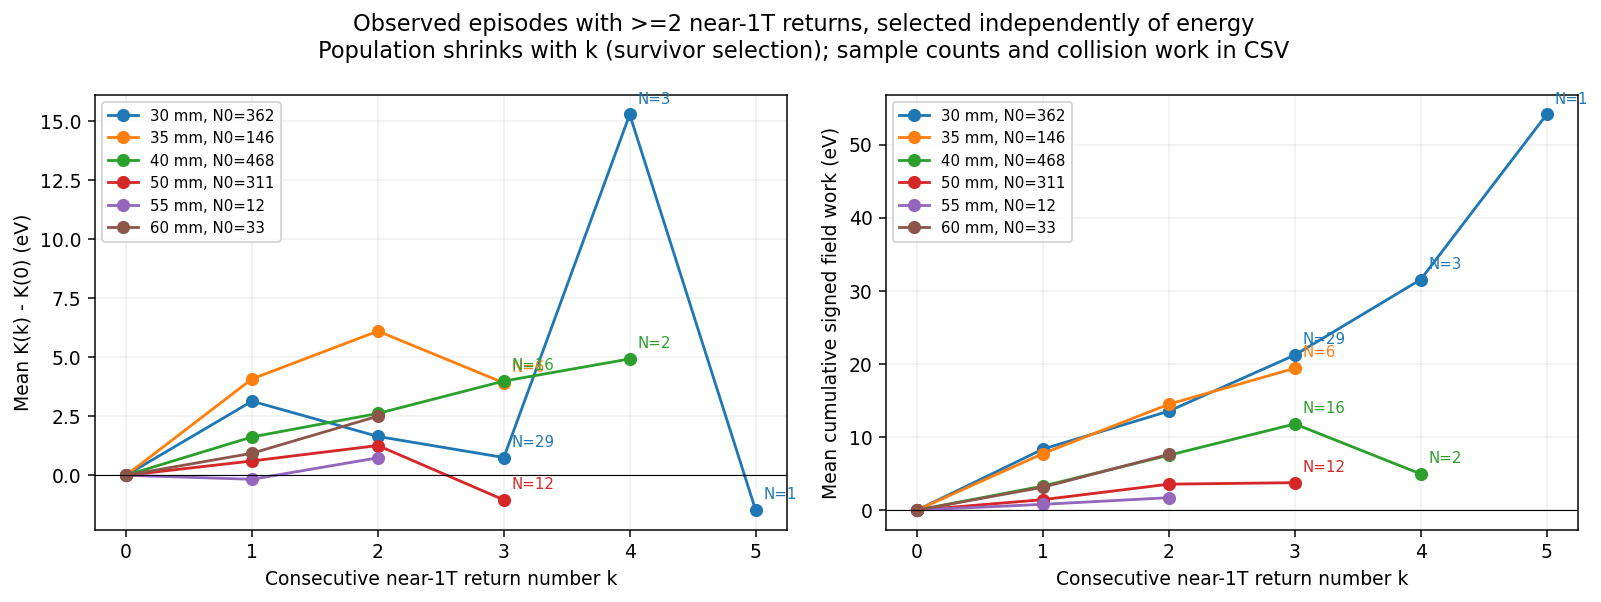 Observed episodes with >=2 near-1T returns, selected independently of energy
Population shrinks with k (survivor selection); sample counts and collision work in CSV
Mean K(k) - K(0) (eV)
15.0
12.5
10.0
7.5
5.0
2.5
0.0
30 mm, N0=362
35 mm, N0=146
40 mm, N0=468
50 mm, N0=311
55 mm, N0=12
60 mm, N0=33
N=3
N=16
N=6
N=2
N=29
N=12
N=1
0 1 2 3 4 5
Consecutive near-1T return number k
Mean cumulative signed field work (eV)
50
40
30
20
10
0
30 mm, N0=362
35 mm, N0=146
40 mm, N0=468
50 mm, N0=311
55 mm, N0=12
60 mm, N0=33
N=1
N=3
N=29
N=6
N=16
N=2
N=12
0 1 2 3 4 5
Consecutive near-1T return number k